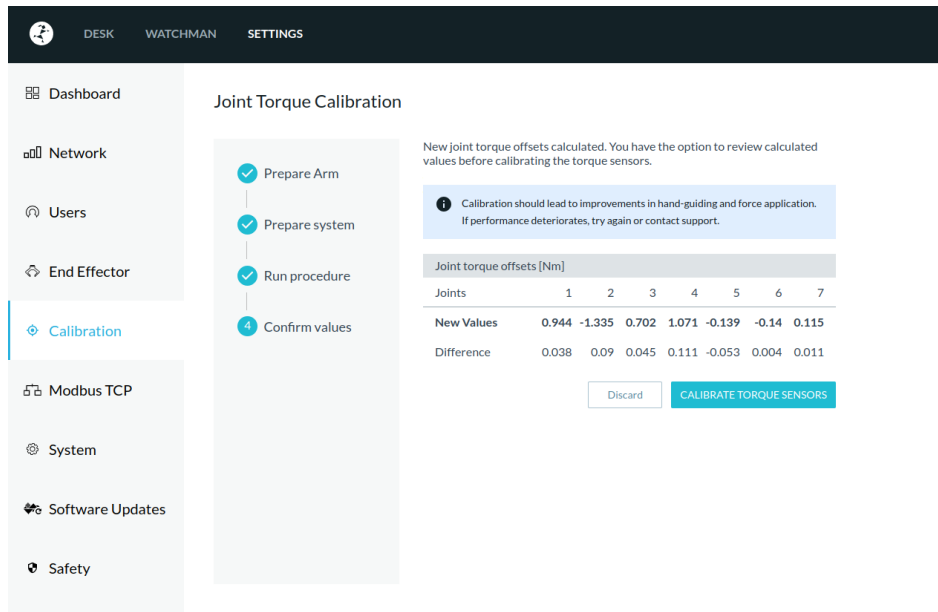 DESK WATCHMAN SETTINGS
Dashboard
Network
Users
End Effector
Calibration
Modbus TCP
System
Software Updates
Safety
Joint Torque Calibration
Prepare Arm
Prepare system
Run procedure
4 Confirm values
New joint torque offsets calculated. You have the option to review calculated
values before calibrating the torque sensors.
Calibration should lead to improvements in hand-guiding and force application.
If performance deteriorates, try again or contact support.
Joint torque offsets [Nm]
Joints 1 2 3 4 5 6 7
New Values 0.944 -1.335 0.702 1.071 -0.139 -0.14 0.115
Difference 0.038 0.09 0.045 0.111 -0.053 0.004 0.011
Discard CALIBRATE TORQUE SENSORS